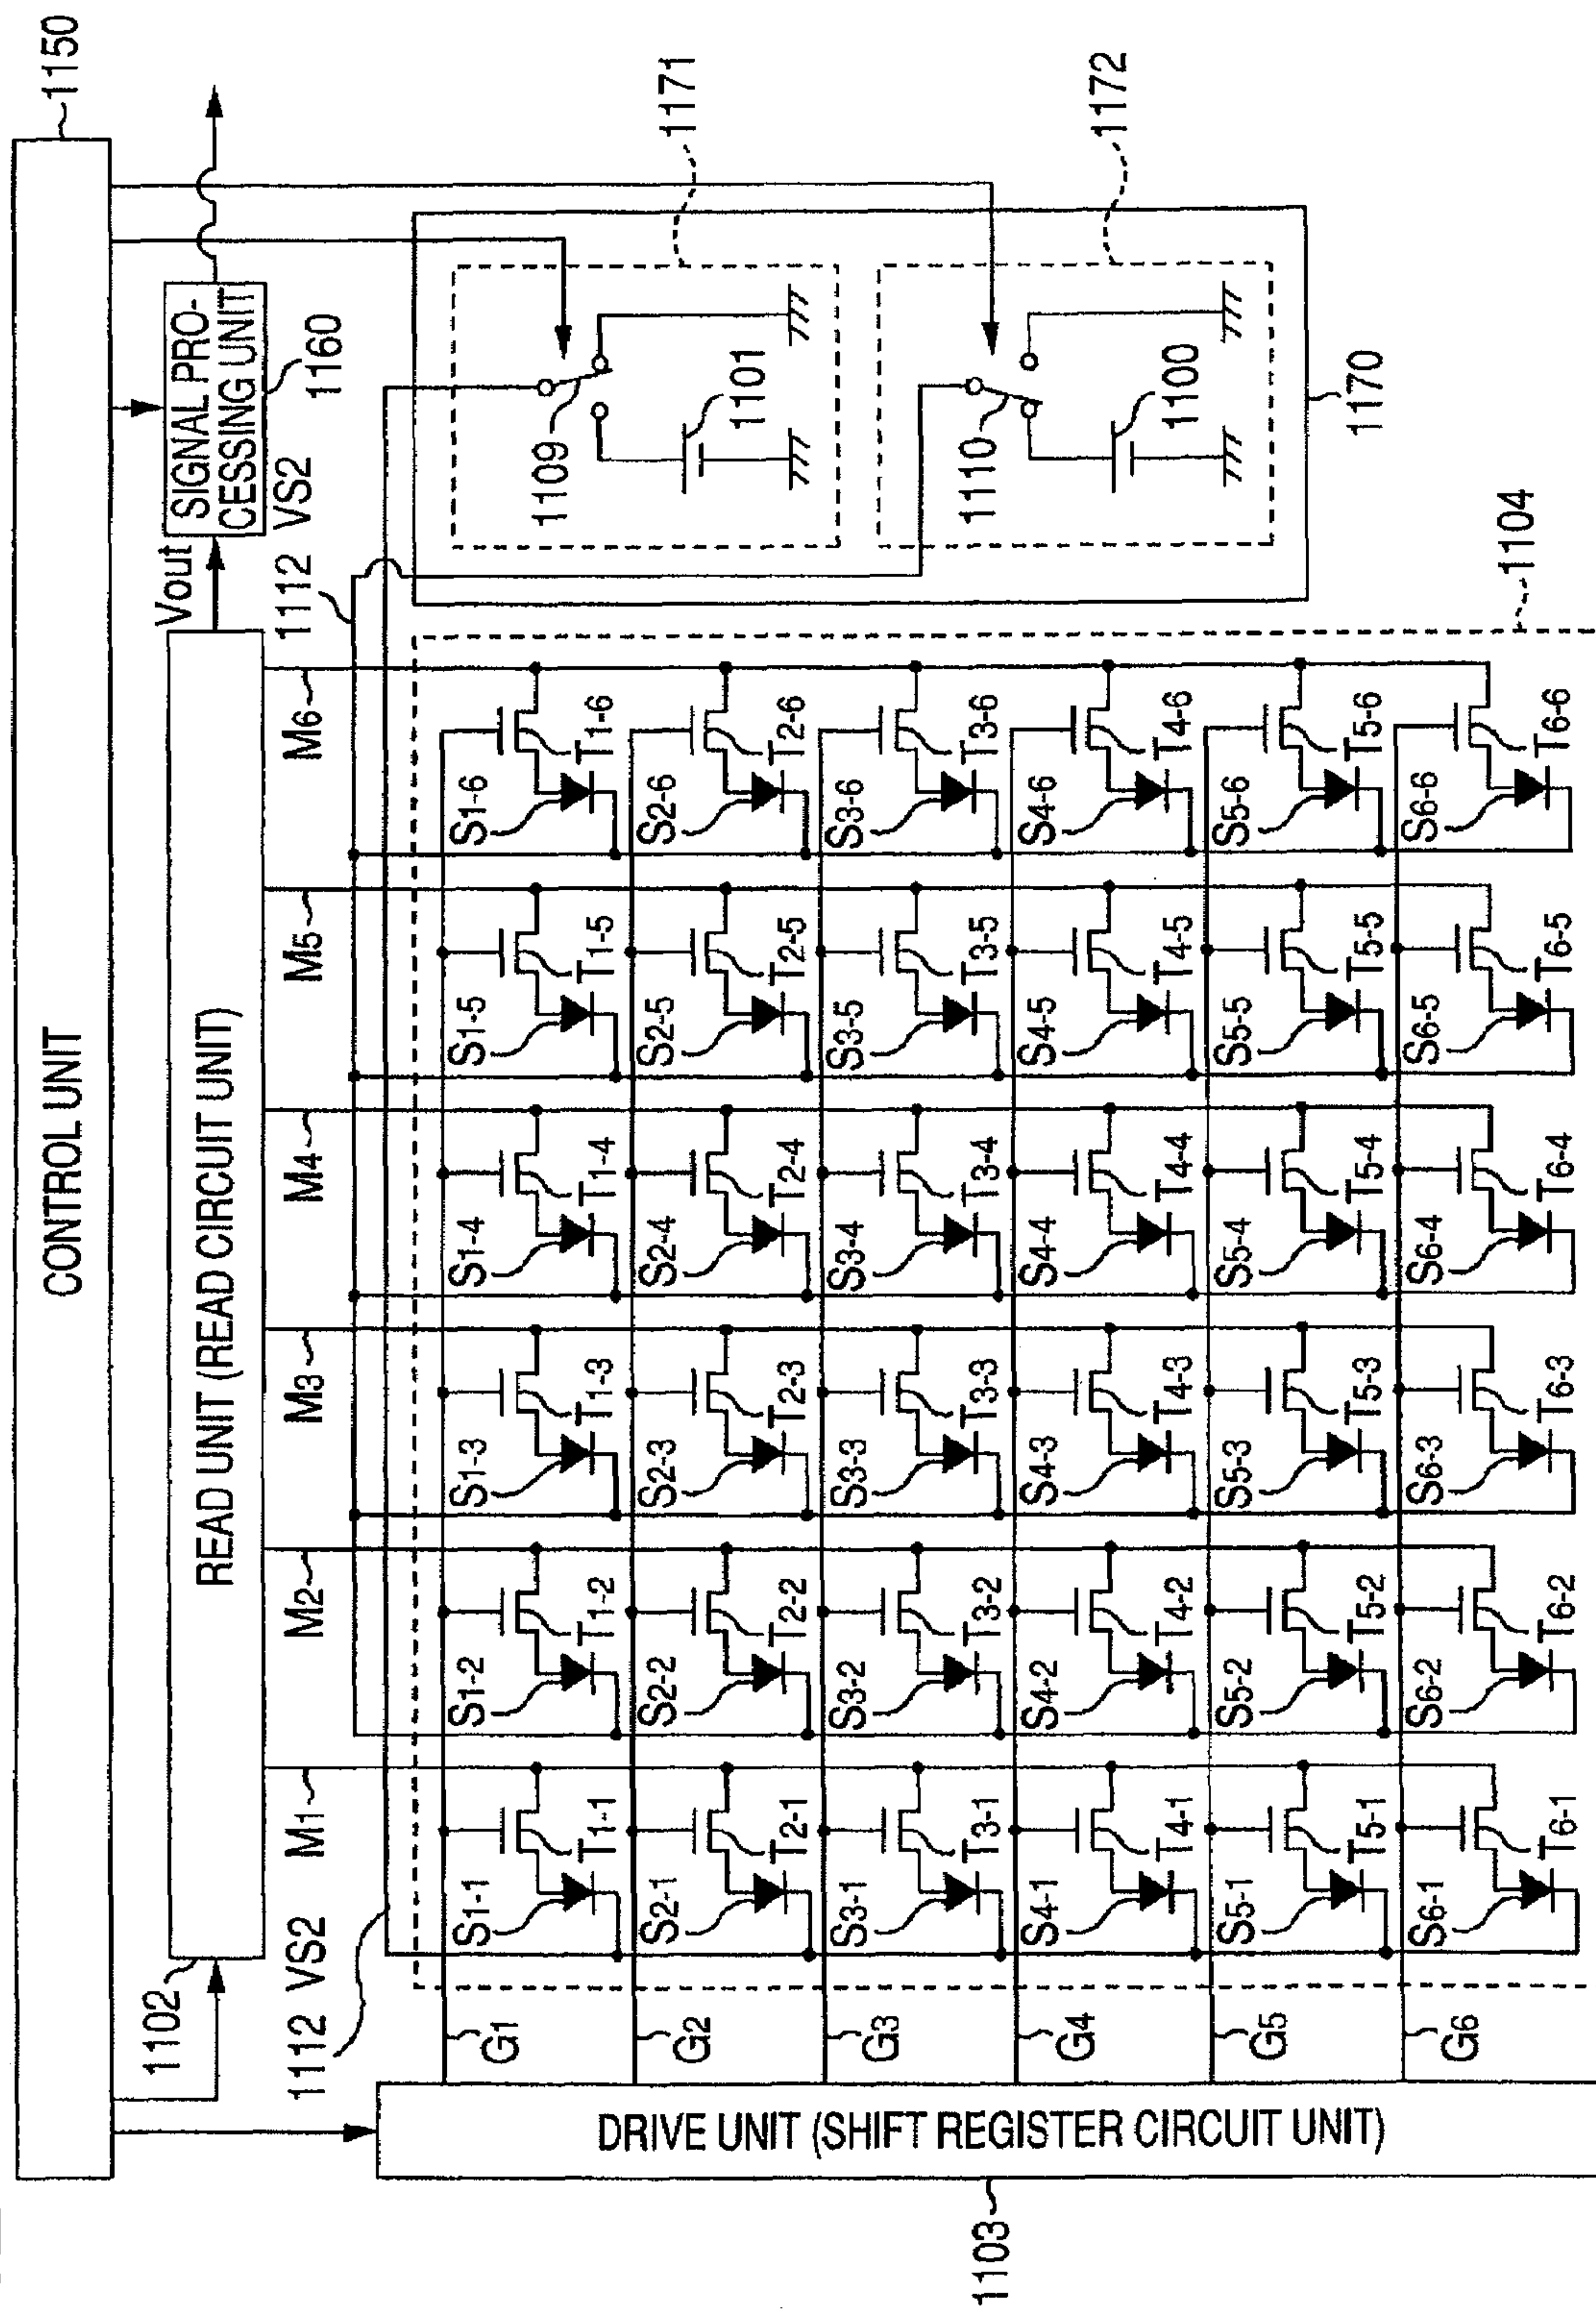 CONTROL UNIT
1150
READ UNIT (READ CIRCUIT UNIT)
1102
Vout
SIGNAL PRO-
CESSING UNIT
1160
1112 VS2
M1
M2
M3
M4
M5
M6
1112 VS2
1171
1109
1101
1172
1110
1100
1170
1104
DRIVE UNIT (SHIFT REGISTER CIRCUIT UNIT)
1103
G1
S1-1
T1-1
S1-2
T1-2
S1-3
T1-3
S1-4
T1-4
S1-5
T1-5
S1-6
T1-6
G2
S2-1
T2-1
S2-2
T2-2
S2-3
T2-3
S2-4
T2-4
S2-5
T2-5
S2-6
T2-6
G3
S3-1
T3-1
S3-2
T3-2
S3-3
T3-3
S3-4
T3-4
S3-5
T3-5
S3-6
T3-6
G4
S4-1
T4-1
S4-2
T4-2
S4-3
T4-3
S4-4
T4-4
S4-5
T4-5
S4-6
T4-6
G5
S5-1
T5-1
S5-2
T5-2
S5-3
T5-3
S5-4
T5-4
S5-5
T5-5
S5-6
T5-6
G6
S6-1
T6-1
S6-2
T6-2
S6-3
T6-3
S6-4
T6-4
S6-5
T6-5
S6-6
T6-6